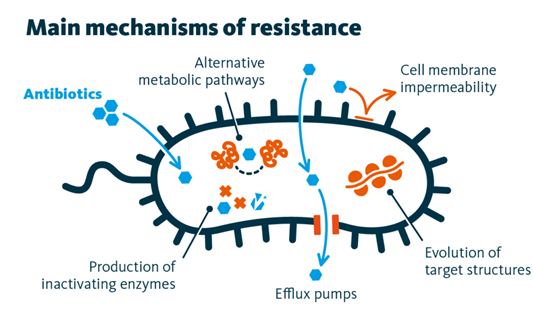 Main mechanisms of resistance
Alternative
metabolic pathways
Cell membrane
impermeability
Antibiotics
Production of
inactivating enzymes
Efflux pumps
Evolution of
target structures